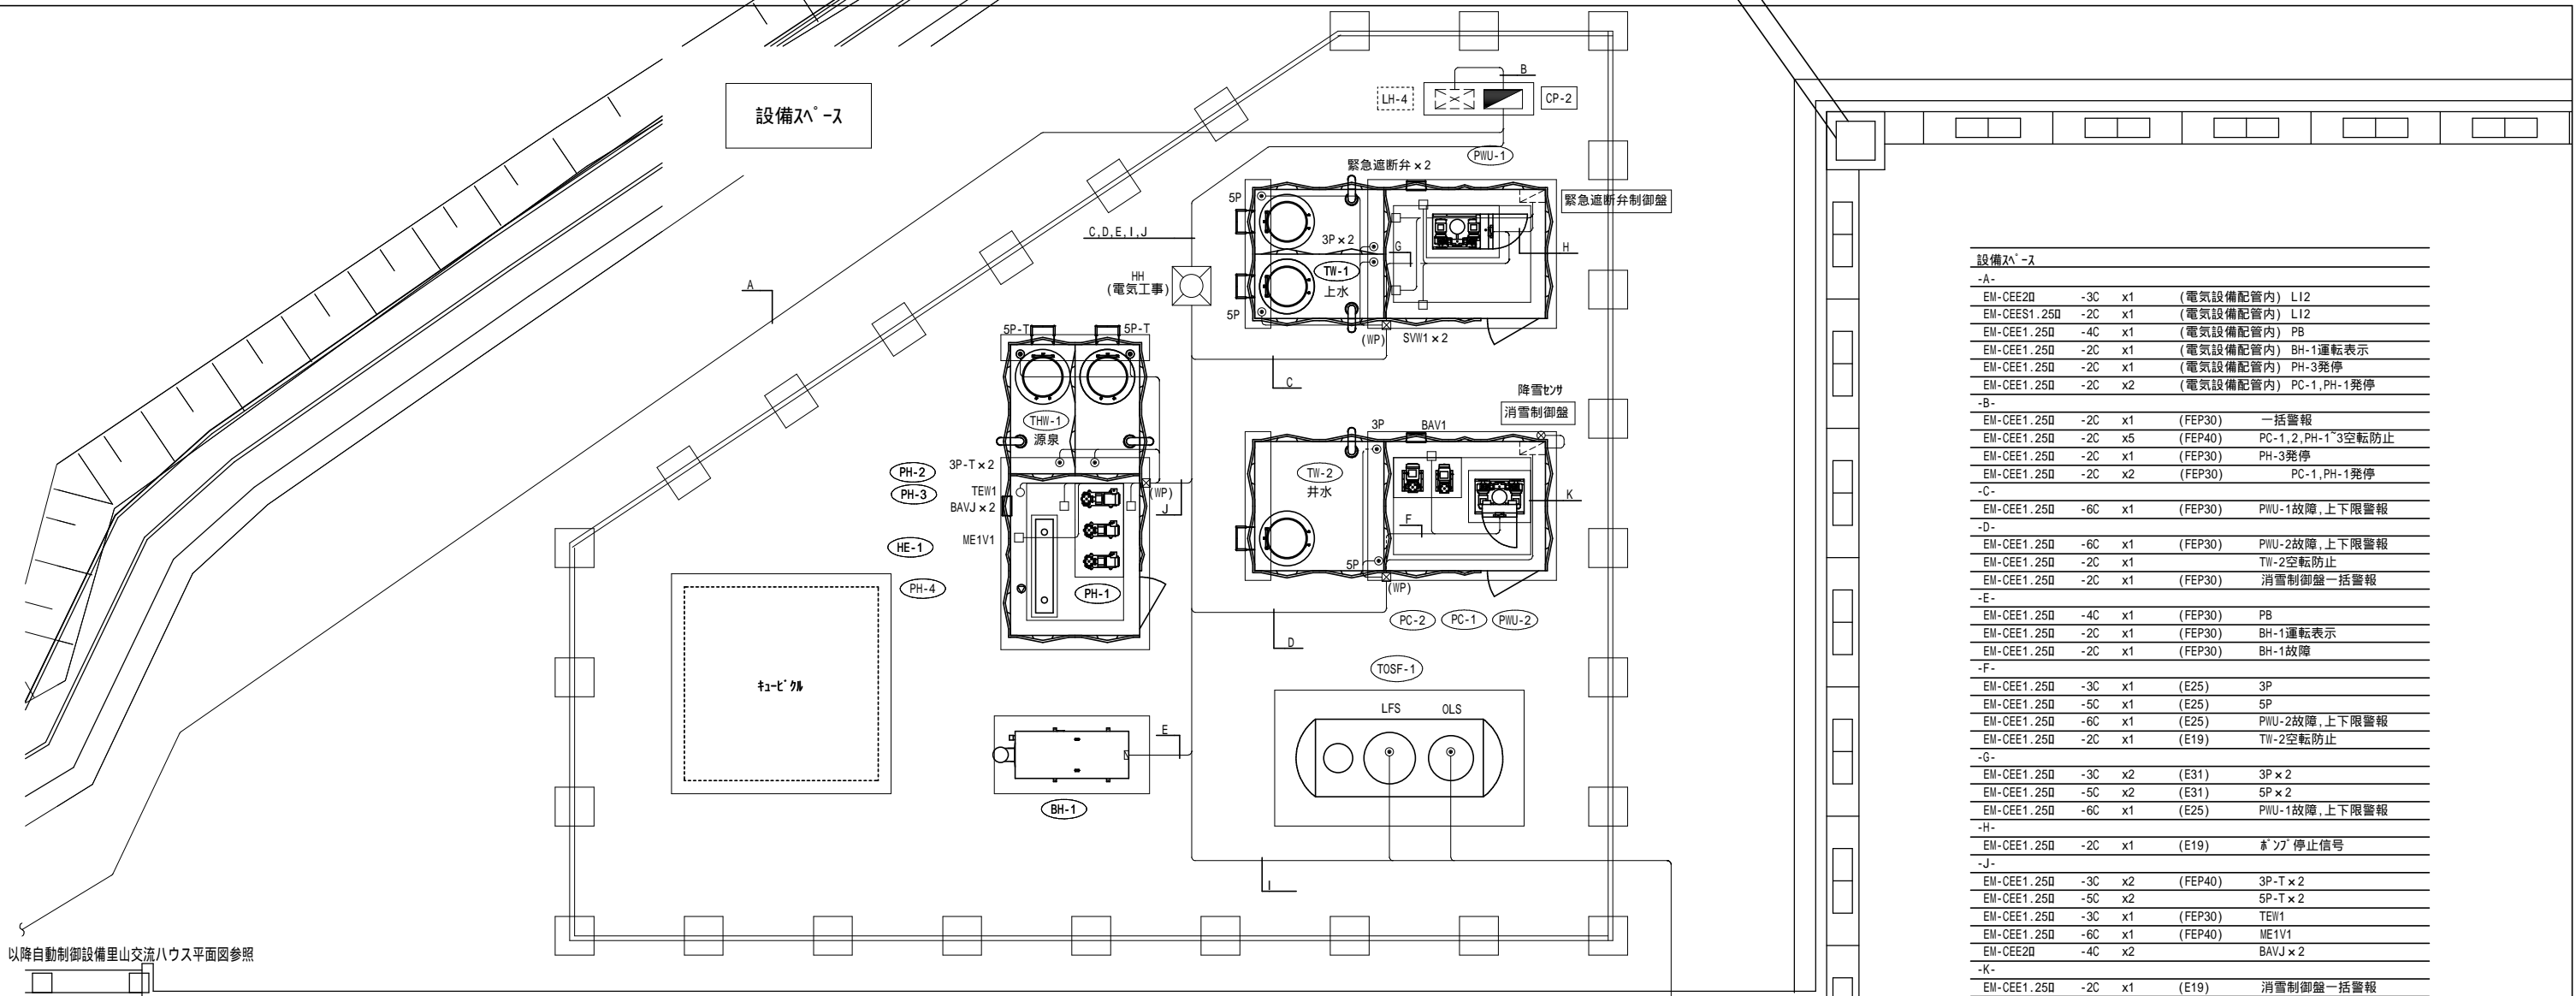 設備ｽﾍﾟｰｽ
LH-4
B
CP-2
PWU-1
緊急遮断弁×2
緊急遮断弁制御盤
5P
C,D,E,I,J
3P×2
G
H
TW-1
上水
HH
(電気工事)
A
5P
(WP)
SVW1×2
5P-T
5P-T
C
降雪ｾﾝｻ
消雪制御盤
THW-1
源泉
3P
BAV1
PH-2
3P-T×2
TW-2
井水
PH-3
TEW1
(WP)
K
BAVJ×2
J
F
ME1V1
HE-1
5P
PH-4
PH-1
(WP)
PC-2
PC-1
PWU-2
D
TOSF-1
ｷｭｰﾋﾞｸﾙ
LFS
OLS
E
BH-1
I
以降自動制御設備里山交流ハウス平面図参照
設備ｽﾍﾟｰｽ
-A-
EM-CEE2□ -3C x1 (電気設備配管内) LI2
EM-CEES1.25□ -2C x1 (電気設備配管内) LI2
EM-CEE1.25□ -4C x1 (電気設備配管内) PB
EM-CEE1.25□ -2C x1 (電気設備配管内) BH-1運転表示
EM-CEE1.25□ -2C x1 (電気設備配管内) PH-3発停
EM-CEE1.25□ -2C x2 (電気設備配管内) PC-1,PH-1発停
-B-
EM-CEE1.25□ -2C x1 (FEP30) 一括警報
EM-CEE1.25□ -2C x5 (FEP40) PC-1,2,PH-1~3空転防止
EM-CEE1.25□ -2C x1 (FEP30) PH-3発停
EM-CEE1.25□ -2C x2 (FEP30) PC-1,PH-1発停
-C-
EM-CEE1.25□ -6C x1 (FEP30) PWU-1故障,上下限警報
-D-
EM-CEE1.25□ -6C x1 (FEP30) PWU-2故障,上下限警報
EM-CEE1.25□ -2C x1 TW-2空転防止
EM-CEE1.25□ -2C x1 (FEP30) 消雪制御盤一括警報
-E-
EM-CEE1.25□ -4C x1 (FEP30) PB
EM-CEE1.25□ -2C x1 (FEP30) BH-1運転表示
EM-CEE1.25□ -2C x1 (FEP30) BH-1故障
-F-
EM-CEE1.25□ -3C x1 (E25) 3P
EM-CEE1.25□ -5C x1 (E25) 5P
EM-CEE1.25□ -6C x1 (E25) PWU-2故障,上下限警報
EM-CEE1.25□ -2C x1 (E19) TW-2空転防止
-G-
EM-CEE1.25□ -3C x2 (E31) 3P×2
EM-CEE1.25□ -5C x2 (E31) 5P×2
EM-CEE1.25□ -6C x1 (E25) PWU-1故障,上下限警報
-H-
EM-CEE1.25□ -2C x1 (E19) ﾎﾟﾝﾌﾟ停止信号
-J-
EM-CEE1.25□ -3C x2 (FEP40) 3P-T×2
EM-CEE1.25□ -5C x2 5P-T×2
EM-CEE1.25□ -3C x1 (FEP30) TEW1
EM-CEE1.25□ -6C x1 (FEP40) ME1V1
EM-CEE2□ -4C x2 BAVJ×2
-K-
EM-CEE1.25□ -2C x1 (E19) 消雪制御盤一括警報